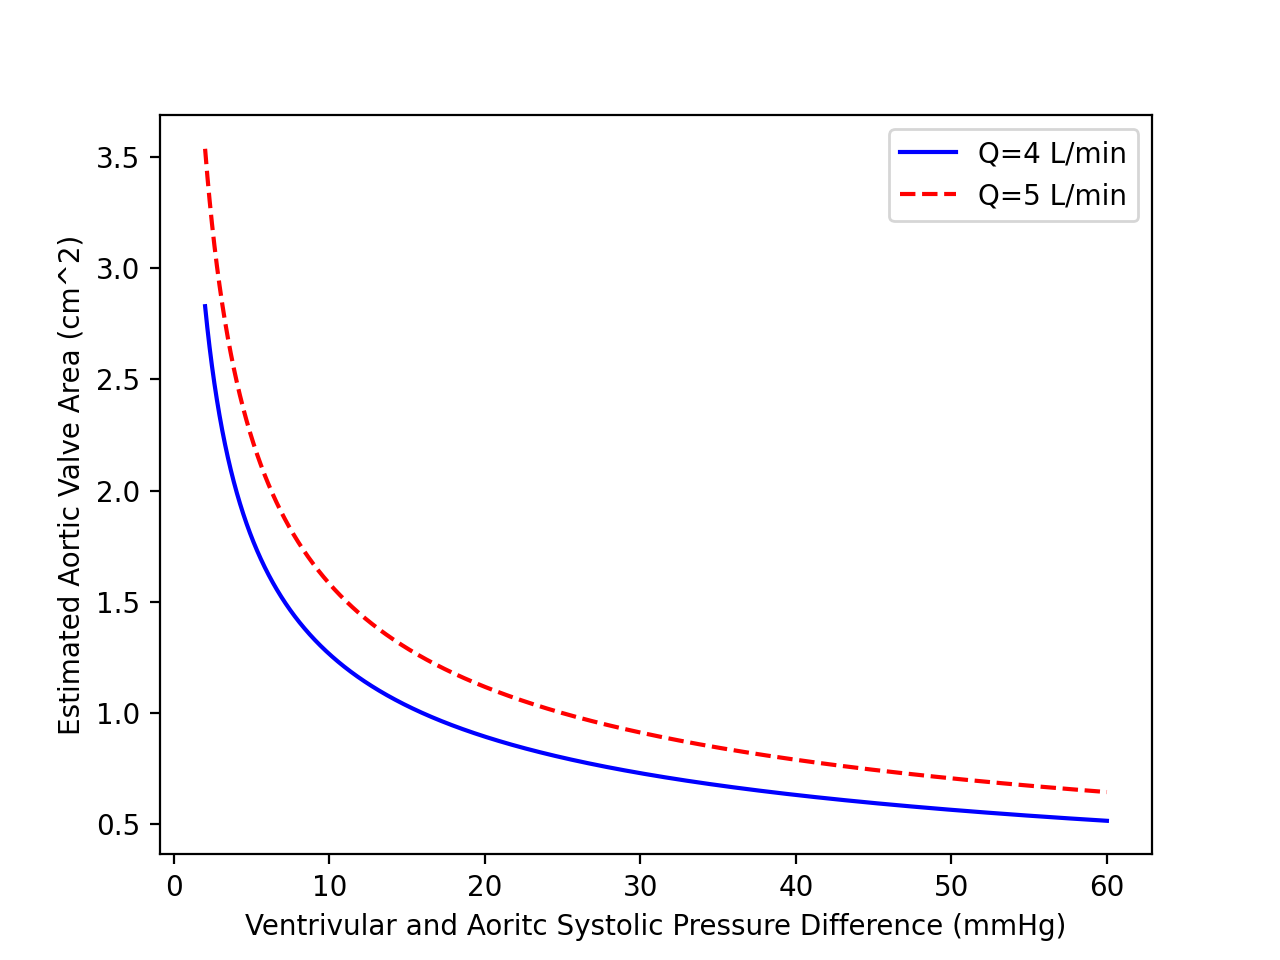 Q=4 L/min
Q=5 L/min
3.5
3.0
2.5
2.0
1.5
1.0
0.5
Estimated Aortic Valve Area (cm^2)
0 10 20 30 40 50 60
Ventrivular and Aoritc Systolic Pressure Difference (mmHg)